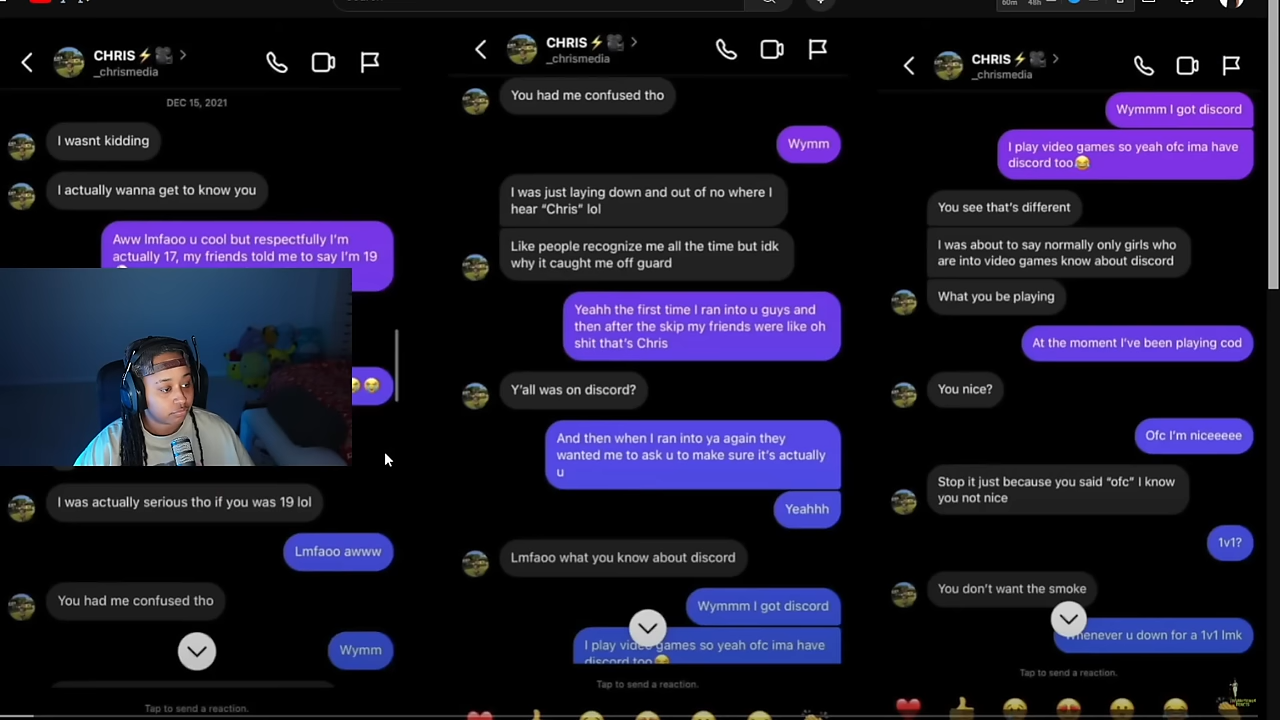 60m
48h
CHRIS⚡🎥 >
_chrismedia
DEC 15, 2021
I wasnt kidding
I actually wanna get to know you
Aww lmfaoo u cool but respectfully I'm
actually 17, my friends told me to say I'm 19
I was actually serious tho if you was 19 lol
Lmfaoo awww
You had me confused tho
Wymm
Tap to send a reaction.
CHRIS⚡🎥 >
_chrismedia
You had me confused tho
Wymm
I was just laying down and out of no where I
hear “Chris” lol
Like people recognize me all the time but idk
why it caught me off guard
Yeahh the first time I ran into u guys and
then after the skip my friends were like oh
shit that's Chris
Y'all was on discord?
And then when I ran into ya again they
wanted me to ask u to make sure it's actually
u
Yeahhh
Lmfaoo what you know about discord
Wymmm I got discord
I play video games so yeah ofc ima have
discord too😂
Tap to send a reaction.
CHRIS⚡🎥 >
_chrismedia
Wymmm I got discord
I play video games so yeah ofc ima have
discord too😂
You see that's different
I was about to say normally only girls who
are into video games know about discord
What you be playing
At the moment I've been playing cod
You nice?
Ofc I'm niceeeee
Stop it just because you said “ofc” I know
you not nice
1v1?
You don't want the smoke
Whenever u down for a 1v1 lmk
Tap to send a reaction.